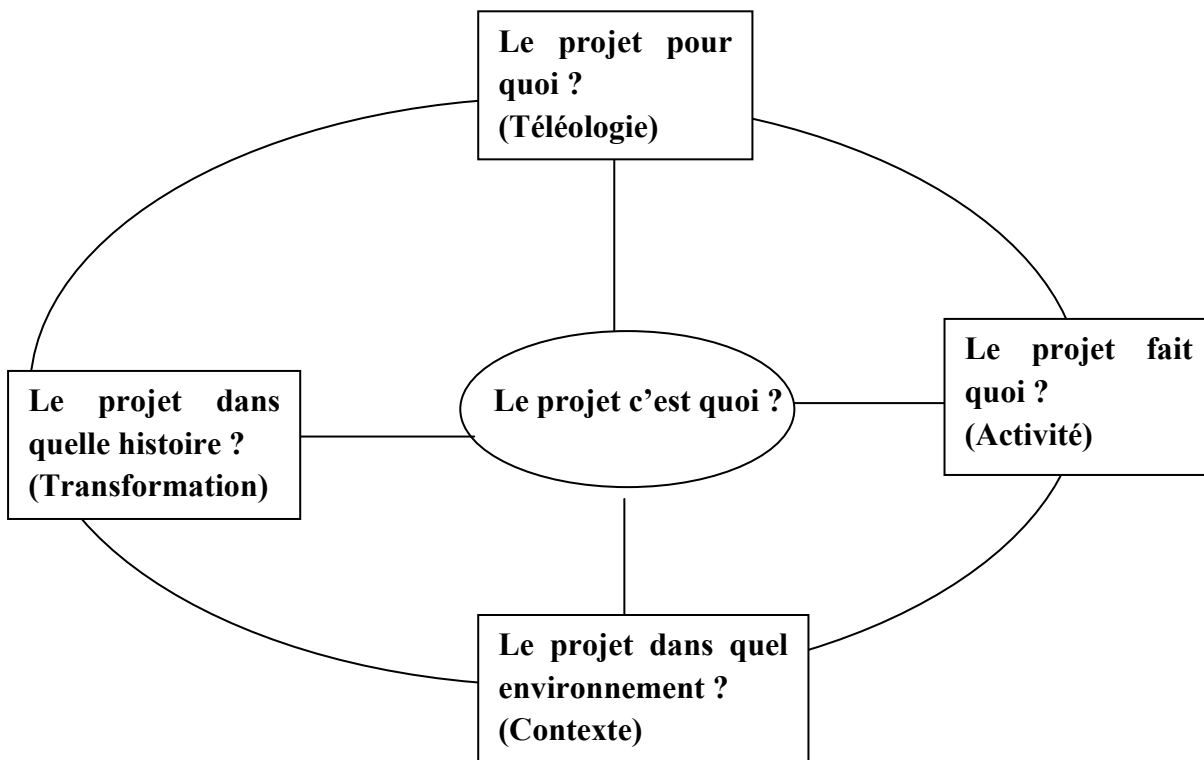 Le projet pour
quoi ?
(Téléologie)
Le projet fait
quoi ?
(Activité)
Le projet c’est quoi ?
Le projet dans
quelle histoire ?
(Transformation)
Le projet dans quel
environnement ?
(Contexte)